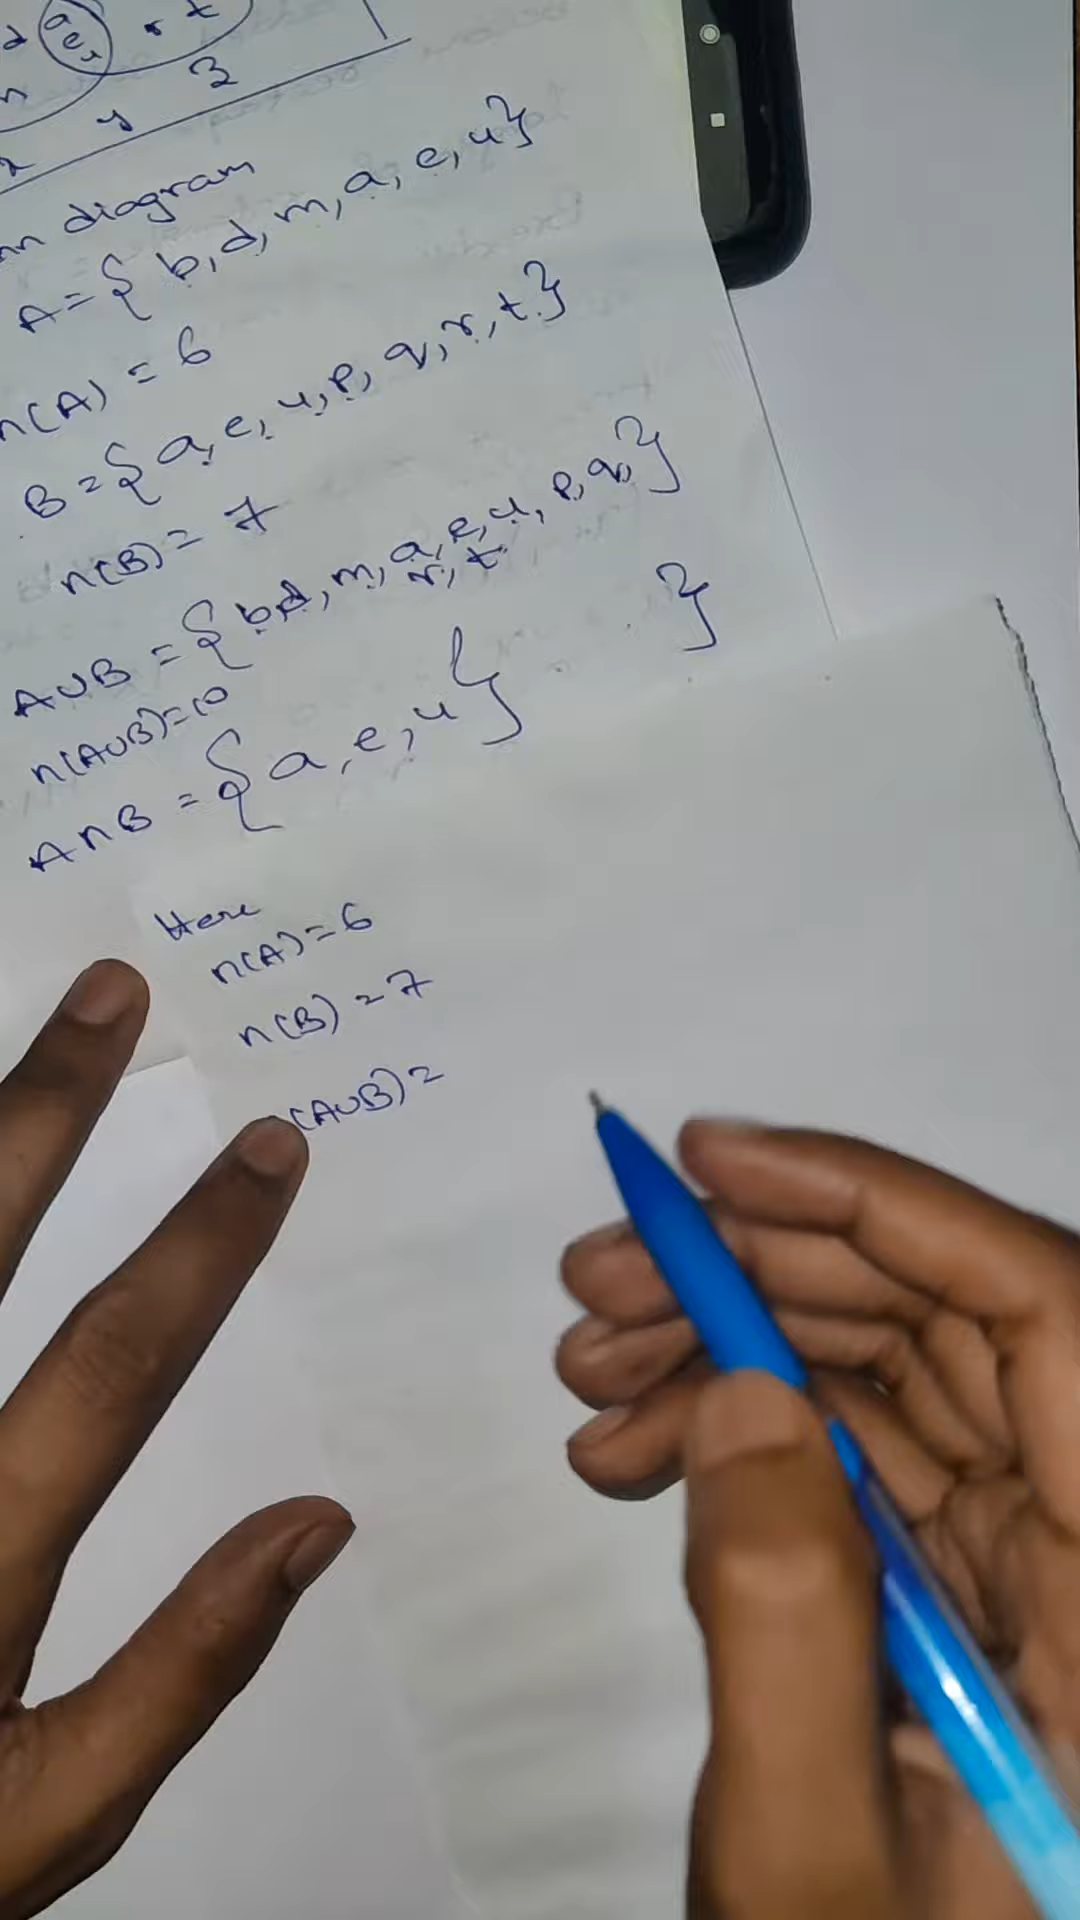 a
e,
r t
x y z
diagram
A = { b, d, m, a, e, u }
n(A) = 6
B = { a, e, u, p, q, r, t }
n(B) = 7
A∪B = { b, d, m, a, e, u, p, q, }
r, t
n(A∪B) = 10
A∩B = { a, e, u } }
Here
n(A) = 6
n(B) = 7
(A∪B) =